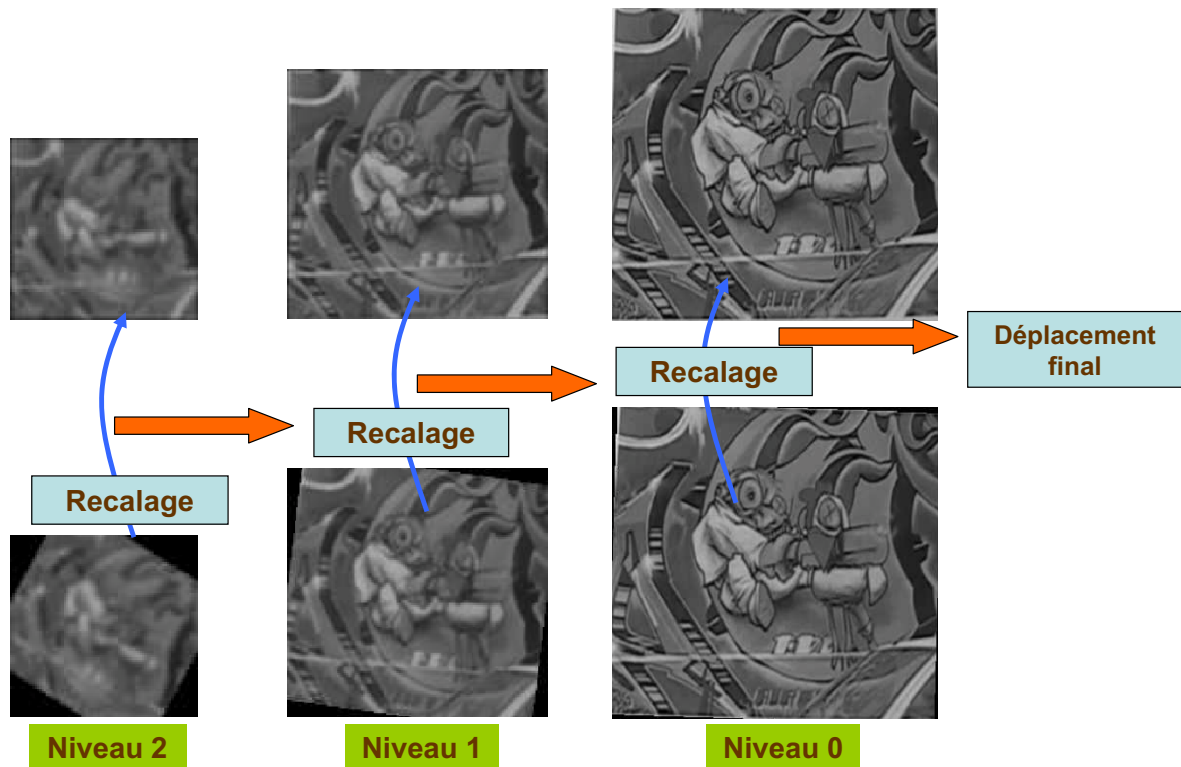 Recalage
Recalage
Recalage
Déplacement
final
Niveau 2
Niveau 1
Niveau 0